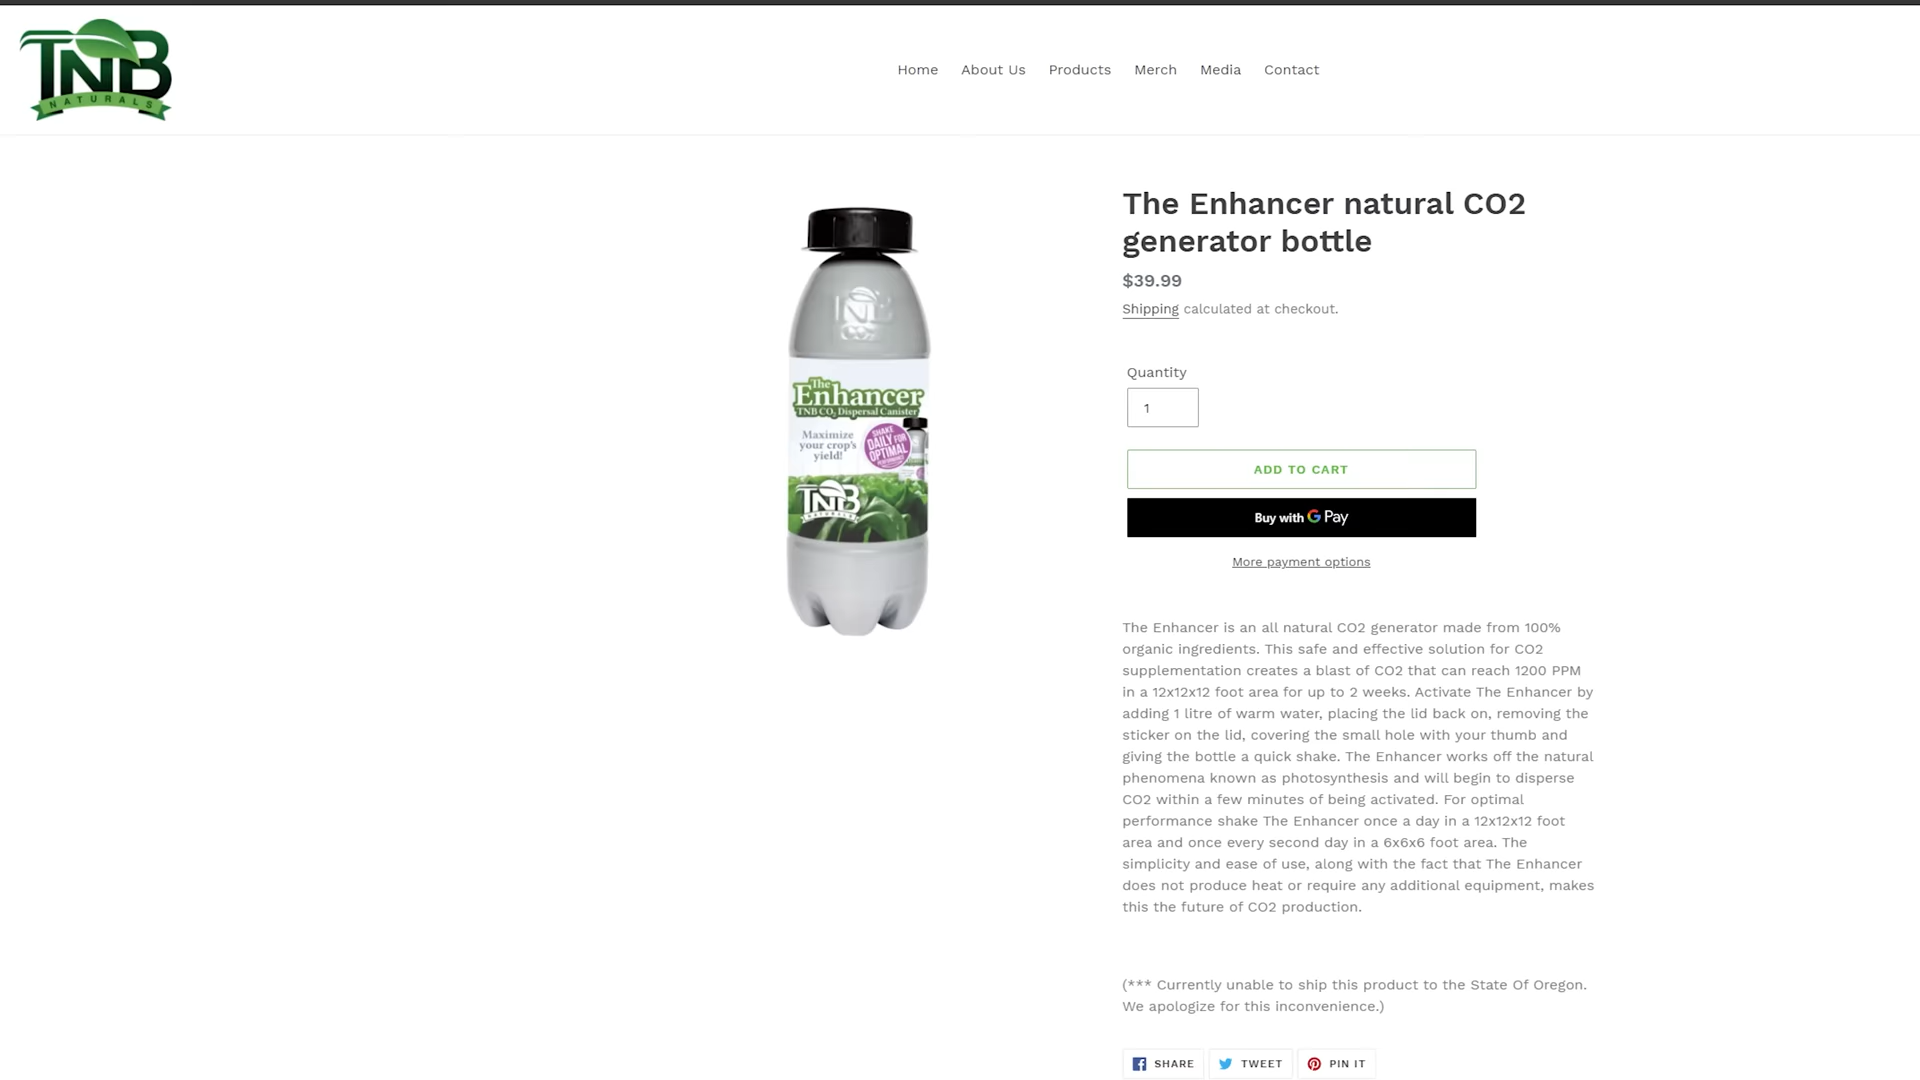 TNB
NATURALS
Home
About Us
Products
Merch
Media
Contact
The Enhancer natural CO2
generator bottle
$39.99
Shipping calculated at checkout.
Quantity
1
ADD TO CART
Buy with G Pay
More payment options
TNB
CO2
The
Enhancer
TNB CO2 Dispersal Canister
Maximize
your crop's
yield!
SHAKE
DAILY FOR
OPTIMAL
TNB
NATURALS
The Enhancer is an all natural CO2 generator made from 100%
organic ingredients. This safe and effective solution for CO2
supplementation creates a blast of CO2 that can reach 1200 PPM
in a 12x12x12 foot area for up to 2 weeks. Activate The Enhancer by
adding 1 litre of warm water, placing the lid back on, removing the
sticker on the lid, covering the small hole with your thumb and
giving the bottle a quick shake. The Enhancer works off the natural
phenomena known as photosynthesis and will begin to disperse
CO2 within a few minutes of being activated. For optimal
performance shake The Enhancer once a day in a 12x12x12 foot
area and once every second day in a 6x6x6 foot area. The
simplicity and ease of use, along with the fact that The Enhancer
does not produce heat or require any additional equipment, makes
this the future of CO2 production.
(*** Currently unable to ship this product to the State Of Oregon.
We apologize for this inconvenience.)
SHARE
TWEET
PIN IT